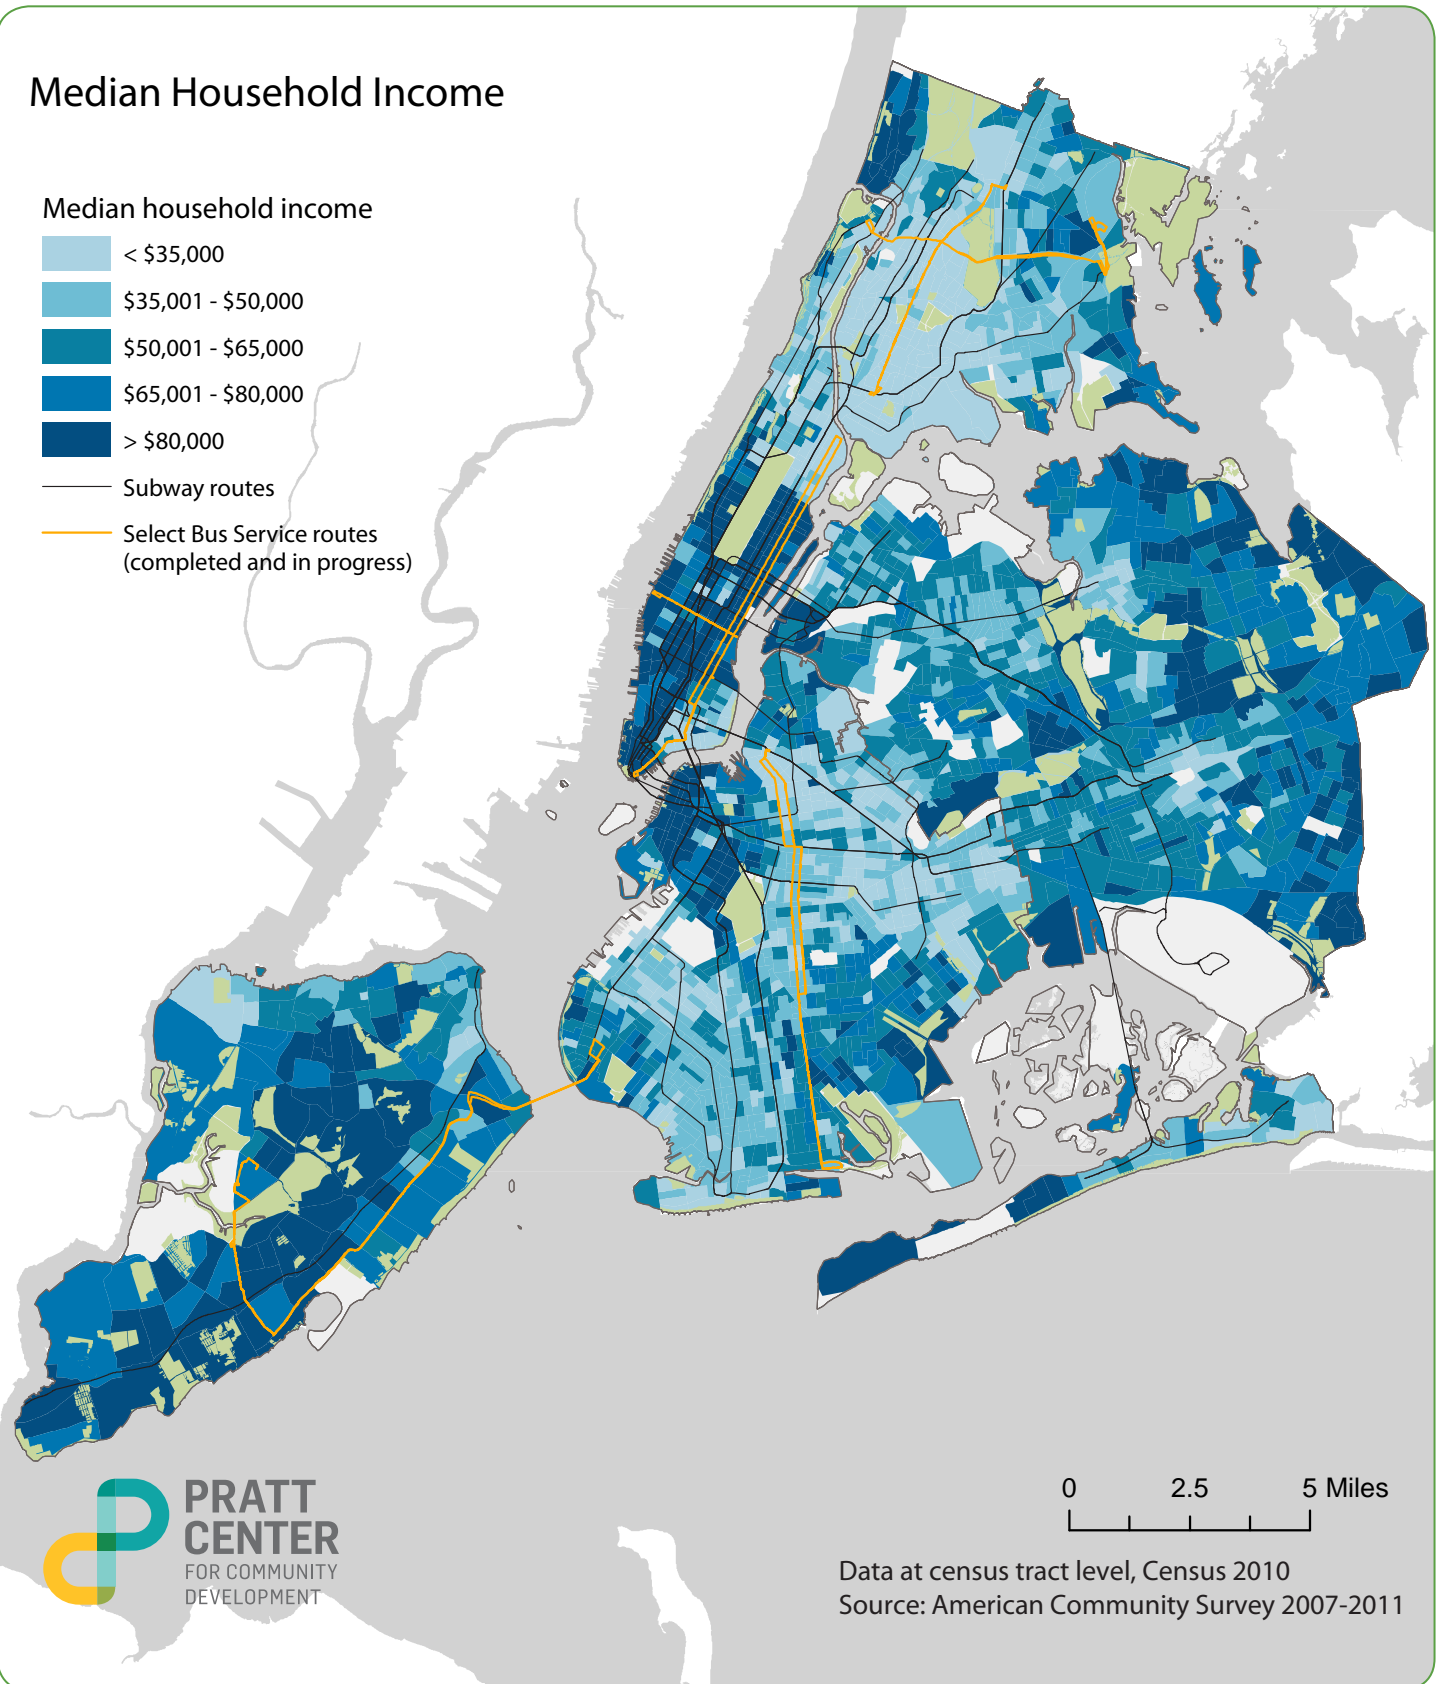 Median Household Income
Median household income
< $35,000
$35,001 - $50,000
$50,001 - $65,000
$65,001 - $80,000
> $80,000
Subway routes
Select Bus Service routes
(completed and in progress)
PRATT
CENTER
FOR COMMUNITY
DEVELOPMENT
0 2.5 5 Miles
Data at census tract level, Census 2010
Source: American Community Survey 2007-2011